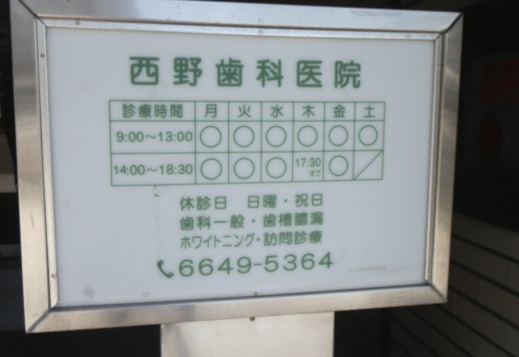 西野歯科医院
診療時間 月 火 水 木 金 土
9:00〜13:00 ○ ○ ○ ○ ○ ○
14:00〜18:30 ○ ○ ○ 17:30まで ○ ／
休診日 日曜・祝日
歯科一般・歯槽膿漏
ホワイトニング・訪問診療
6649-5364